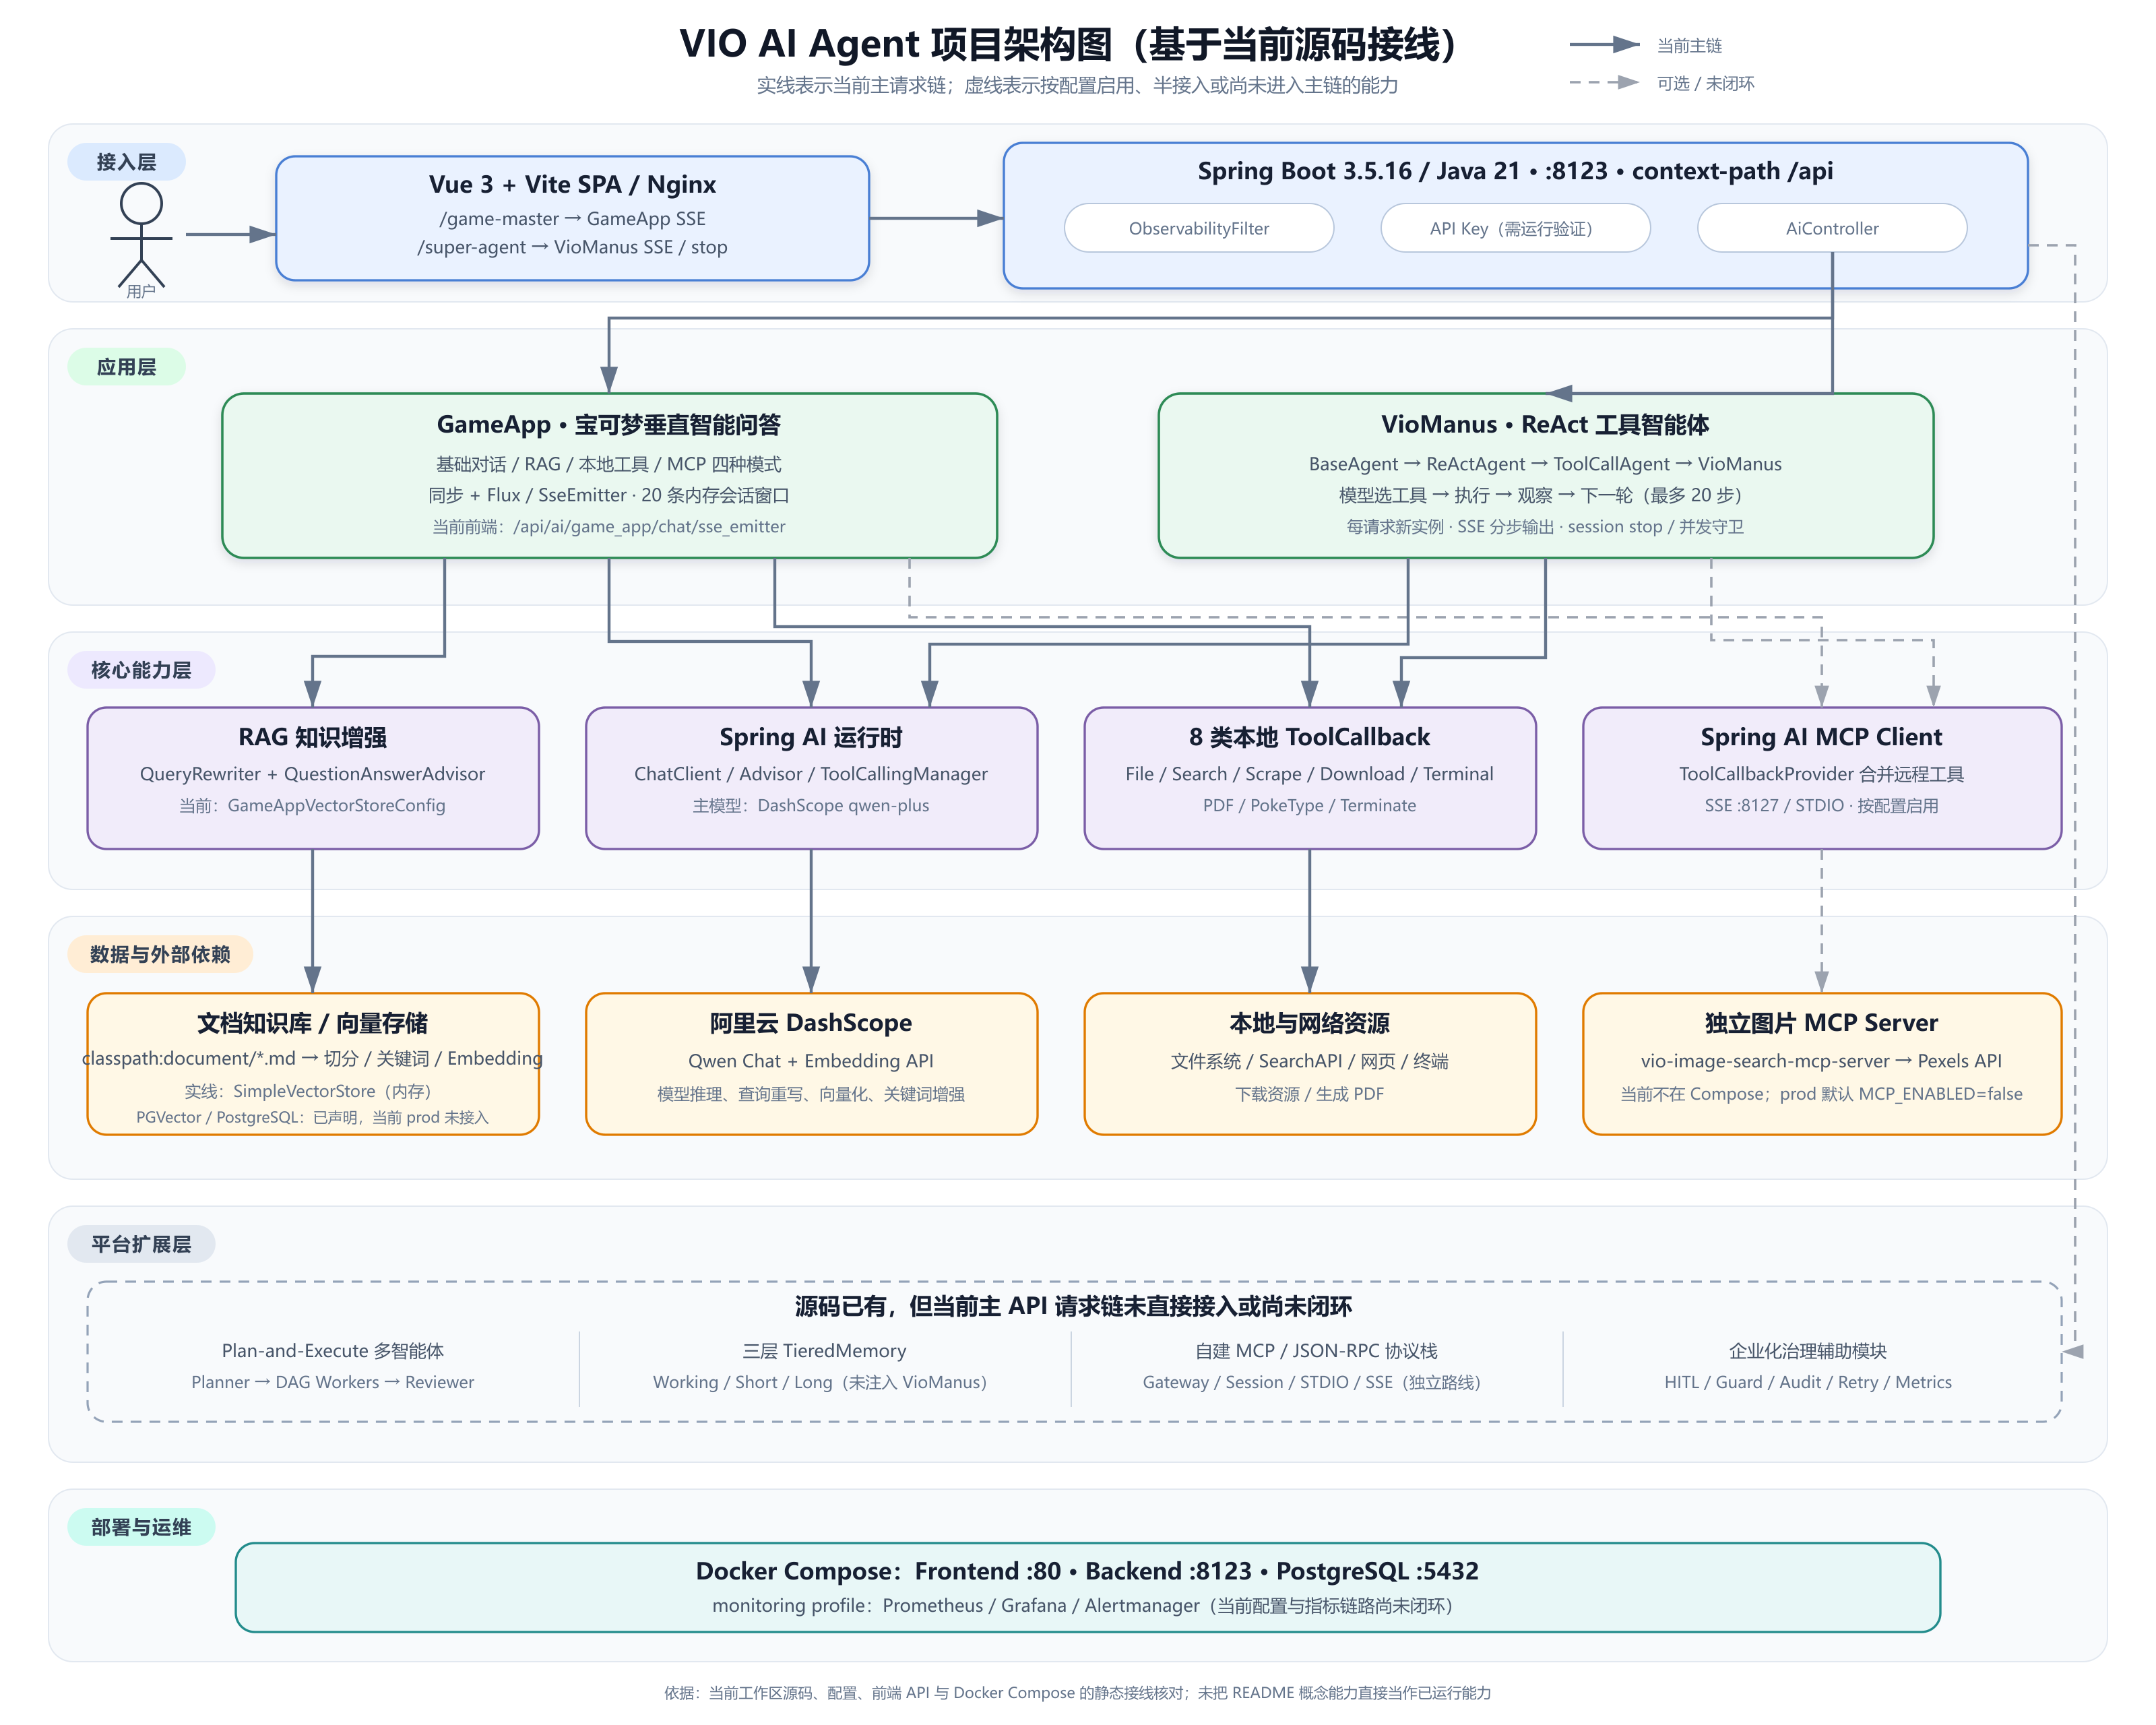 VIO AI Agent 项目架构图（基于当前源码接线）
实线表示当前主请求链；虚线表示按配置启用、半接入或尚未进入主链的能力
当前主链
可选 / 未闭环
接入层
用户
Vue 3 + Vite SPA / Nginx
/game-master → GameApp SSE
/super-agent → VioManus SSE / stop
Spring Boot 3.5.16 / Java 21 • :8123 • context-path /api
ObservabilityFilter
API Key（需运行验证）
AiController
应用层
GameApp • 宝可梦垂直智能问答
基础对话 / RAG / 本地工具 / MCP 四种模式
同步 + Flux / SseEmitter · 20 条内存会话窗口
当前前端：/api/ai/game_app/chat/sse_emitter
VioManus • ReAct 工具智能体
BaseAgent → ReActAgent → ToolCallAgent → VioManus
模型选工具 → 执行 → 观察 → 下一轮（最多 20 步）
每请求新实例 · SSE 分步输出 · session stop / 并发守卫
核心能力层
RAG 知识增强
QueryRewriter + QuestionAnswerAdvisor
当前：GameAppVectorStoreConfig
Spring AI 运行时
ChatClient / Advisor / ToolCallingManager
主模型：DashScope qwen-plus
8 类本地 ToolCallback
File / Search / Scrape / Download / Terminal
PDF / PokeType / Terminate
Spring AI MCP Client
ToolCallbackProvider 合并远程工具
SSE :8127 / STDIO · 按配置启用
数据与外部依赖
文档知识库 / 向量存储
classpath:document/*.md → 切分 / 关键词 / Embedding
实线：SimpleVectorStore（内存）
PGVector / PostgreSQL：已声明，当前 prod 未接入
阿里云 DashScope
Qwen Chat + Embedding API
模型推理、查询重写、向量化、关键词增强
本地与网络资源
文件系统 / SearchAPI / 网页 / 终端
下载资源 / 生成 PDF
独立图片 MCP Server
vio-image-search-mcp-server → Pexels API
当前不在 Compose；prod 默认 MCP_ENABLED=false
平台扩展层
源码已有，但当前主 API 请求链未直接接入或尚未闭环
Plan-and-Execute 多智能体
Planner → DAG Workers → Reviewer
三层 TieredMemory
Working / Short / Long（未注入 VioManus）
自建 MCP / JSON-RPC 协议栈
Gateway / Session / STDIO / SSE（独立路线）
企业化治理辅助模块
HITL / Guard / Audit / Retry / Metrics
部署与运维
Docker Compose：Frontend :80 • Backend :8123 • PostgreSQL :5432
monitoring profile：Prometheus / Grafana / Alertmanager（当前配置与指标链路尚未闭环）
依据：当前工作区源码、配置、前端 API 与 Docker Compose 的静态接线核对；未把 README 概念能力直接当作已运行能力